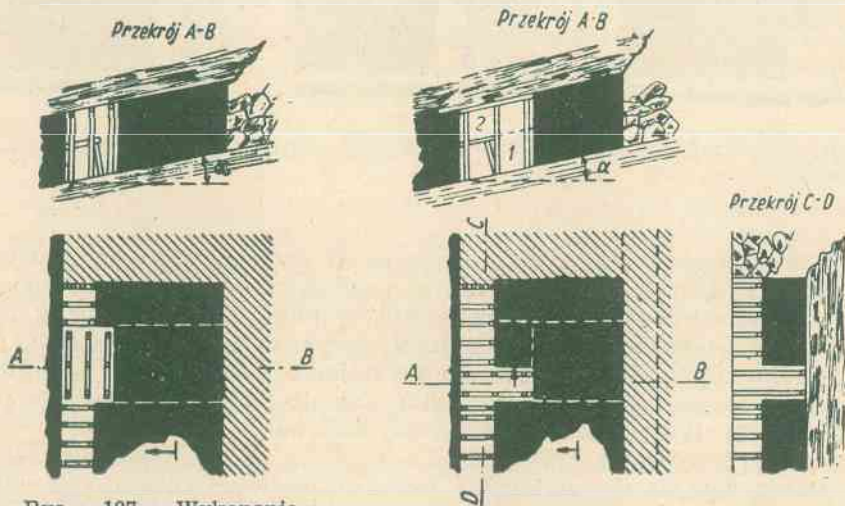 Przekrój A-B
Przekrój A-B
α
2
1
α
Przekrój C-D
C
A
B
A
B
D
Rys. 107. Wykonanie